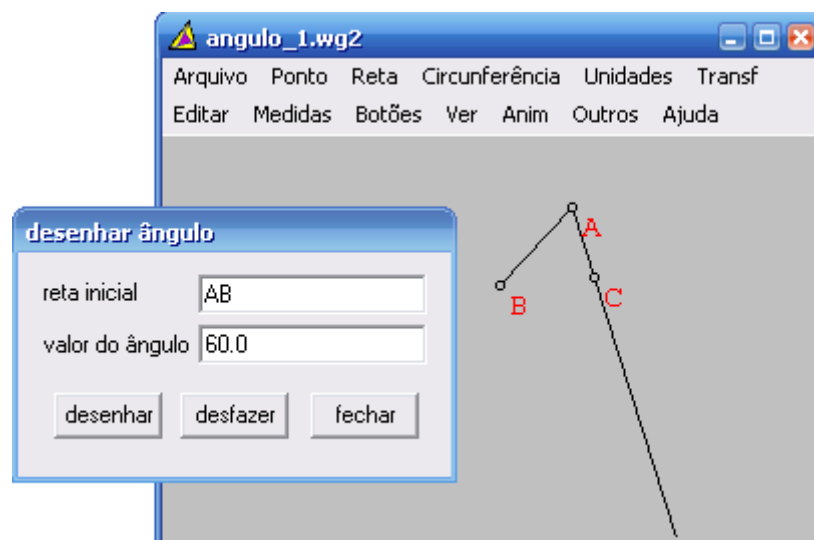 angulo_1.wg2
Arquivo Ponto Reta Circunferência Unidades Transf
Editar Medidas Botões Ver Anim Outros Ajuda
desenhar ângulo
reta inicial AB
valor do ângulo 60.0
desenhar desfazer fechar
A
B
C